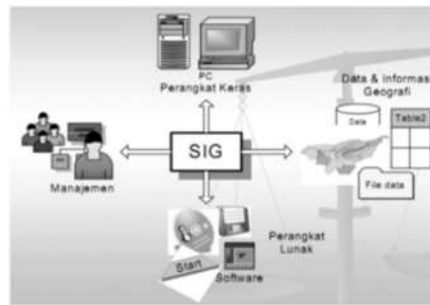 PC
Perangkat Keras
Data & Informasi
Geografi
Data
Table2
SIG
File data
Manajemen
Perangkat
Lunak
Start
Software